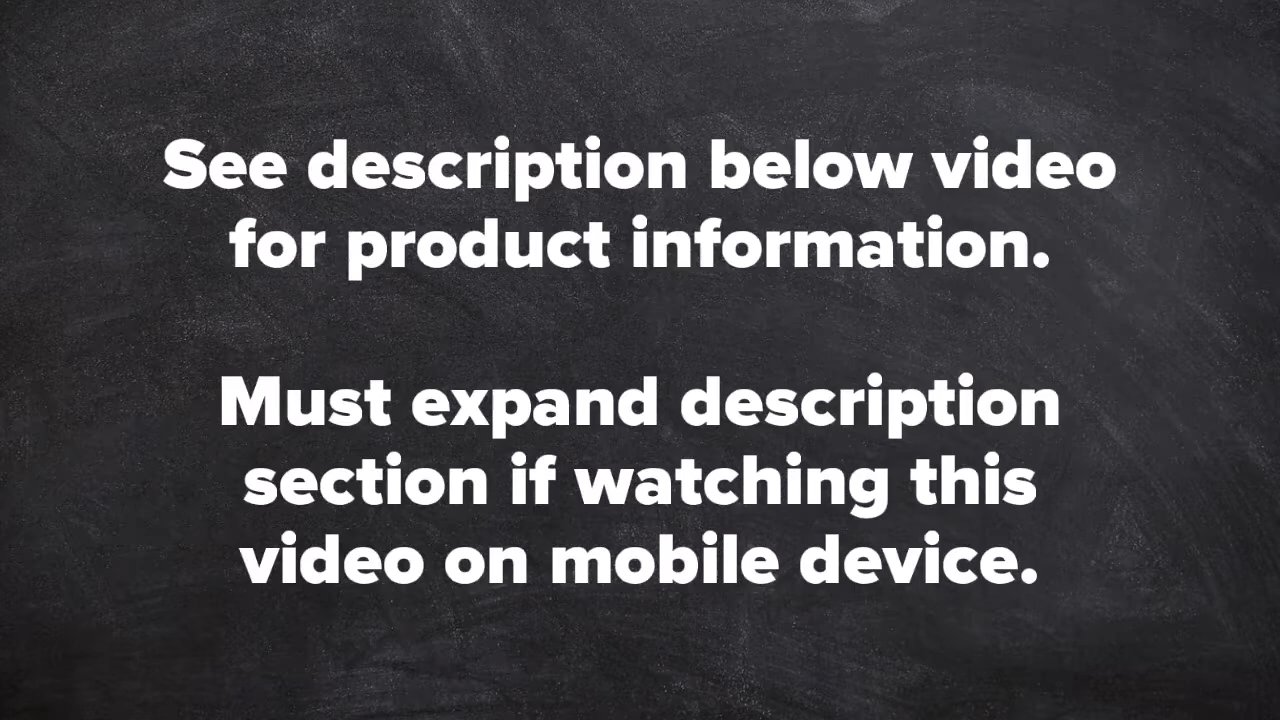 See description below video
for product information.
Must expand description
section if watching this
video on mobile device.